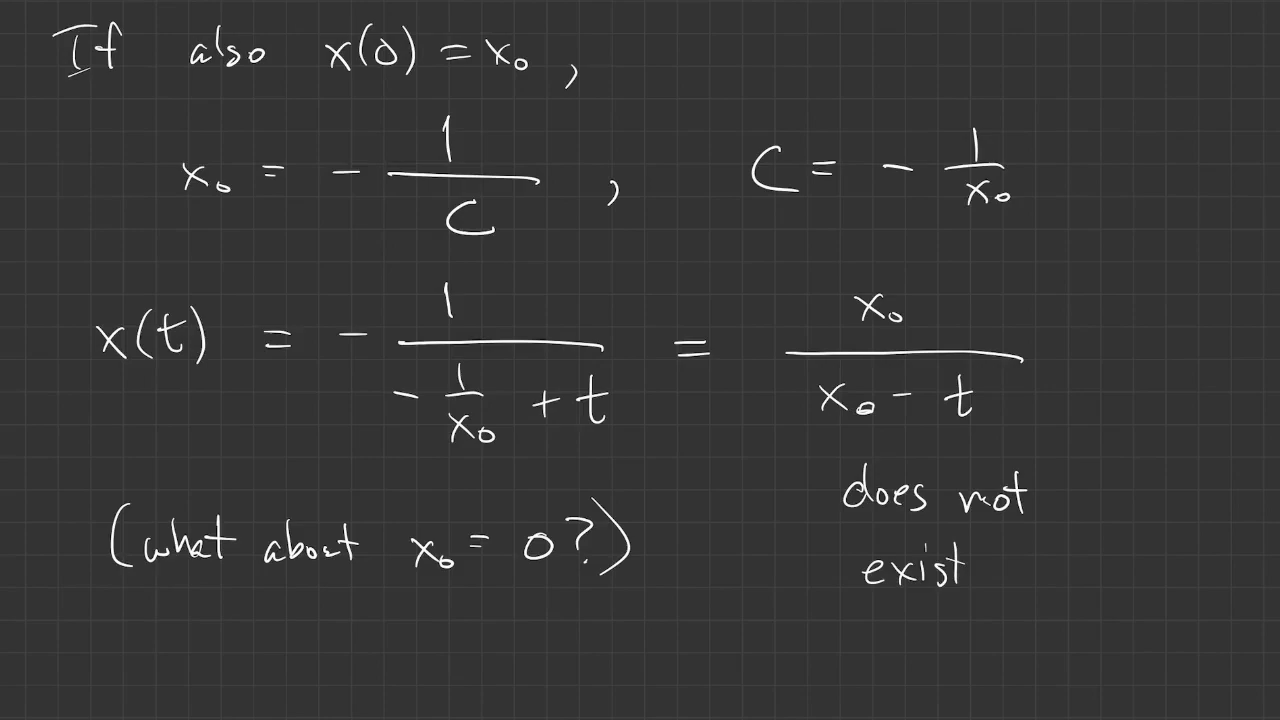 If also x(0) = x₀ ,
x₀ = - 1/C , C = - 1/x₀
x(t) = - 1/(- 1/x₀ + t) = x₀/(x₀ - t)
does not
(what about x₀ = 0?)
exist